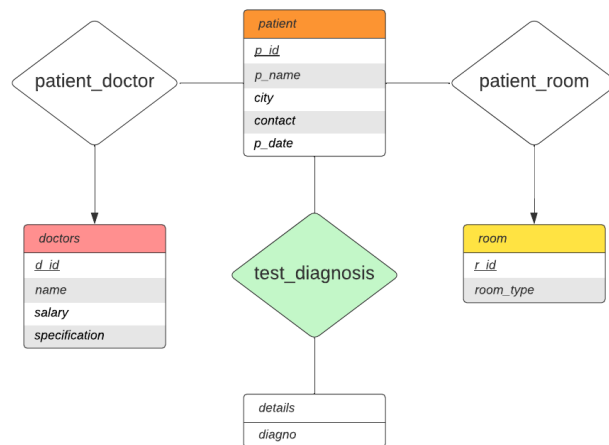 patient
p_id
p_name
city
contact
p_date
patient_doctor
patient_room
doctors
d_id
name
salary
specification
test_diagnosis
room
r_id
room_type
details
diagno